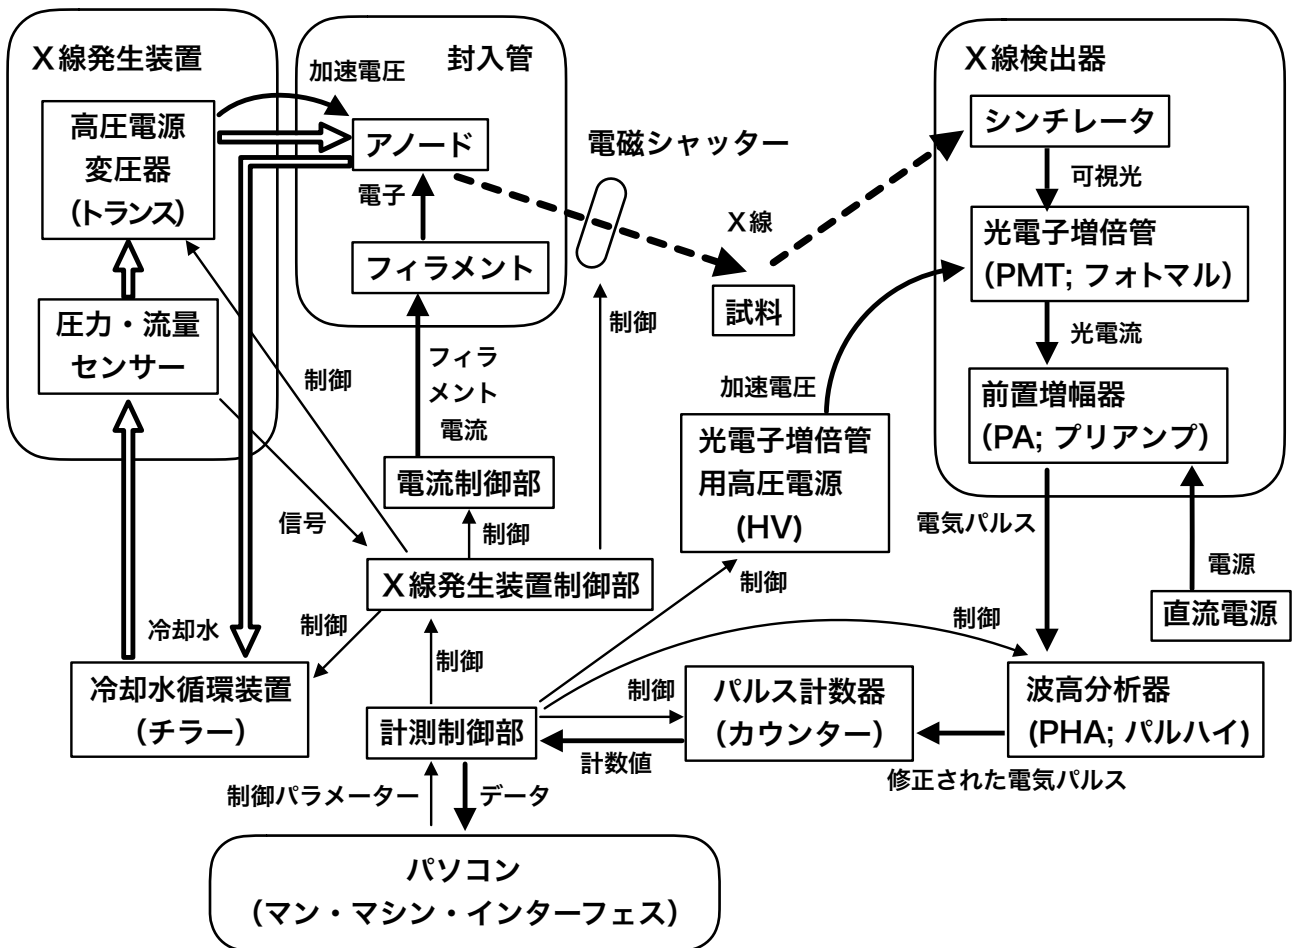 X線発生装置
高圧電源
変圧器
(トランス)
圧力・流量
センサー
加速電圧
封入管
アノード
電子
フィラメント
フィラ
メント
電流
電磁シャッター
X線
試料
制御
X線検出器
シンチレータ
可視光
光電子増倍管
(PMT; フォトマル)
光電流
前置増幅器
(PA; プリアンプ)
加速電圧
光電子増倍管
用高圧電源
(HV)
制御
電流制御部
制御
信号
X線発生装置制御部
制御
電気パルス
電源
直流電源
冷却水
制御
冷却水循環装置
(チラー)
制御
計測制御部
制御
パルス計数器
(カウンター)
計数値
制御
波高分析器
(PHA; パルハイ)
修正された電気パルス
制御パラメーター
データ
パソコン
(マン・マシン・インターフェス)